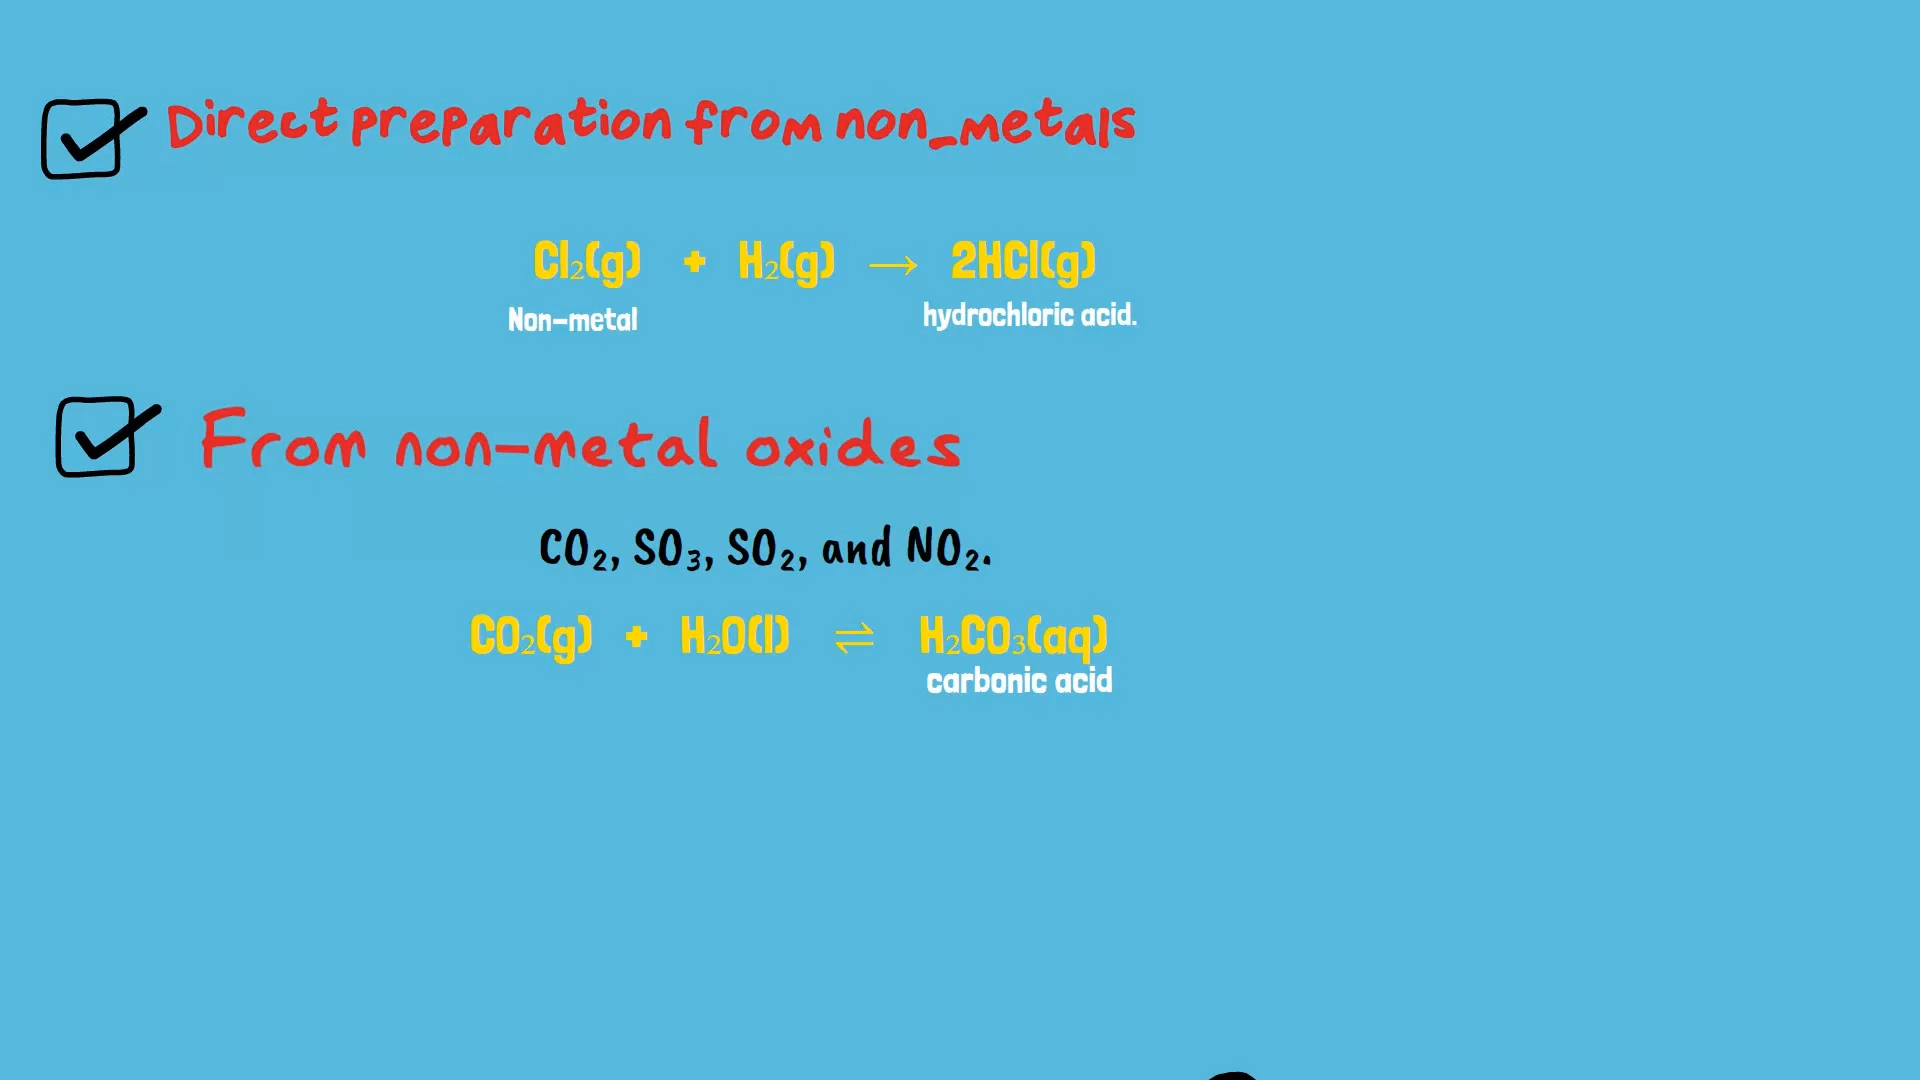 Direct preparation from non_metals
Cl₂(g) + H₂(g) → 2HCl(g)
Non-metal hydrochloric acid.
From non-metal oxides
CO₂, SO₃, SO₂, and NO₂.
CO₂(g) + H₂O(l) ⇌ H₂CO₃(aq)
carbonic acid